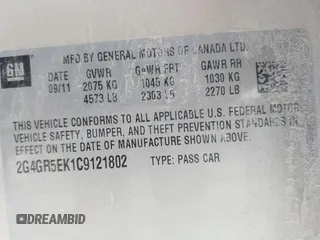 GM
MFD BY GENERAL MOTORS OF CANADA LTD.
DATE GVWR GAWR FRT GAWR RR
09/11 2075 KG 1045 KG 1030 KG
4573 LB 2303 LB 2270 LB
THIS VEHICLE CONFORMS TO ALL APPLICABLE U.S. FEDERAL MOTOR
VEHICLE SAFETY, BUMPER, AND THEFT PREVENTION STANDARDS IN
EFFECT ON THE DATE OF MANUFACTURE SHOWN ABOVE.
2G4GR5EK1C9121802 TYPE: PASS CAR
AUTOBIDMASTER